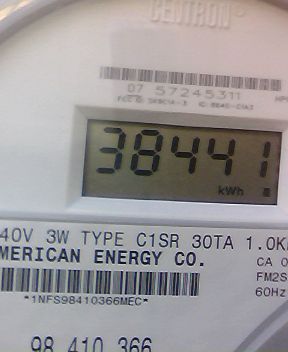 CENTRON®
07 57245311
38441
kWh
40V 3W TYPE C1SR 30TA 1.0K
MERICAN ENERGY CO.
CA 0
FM2S
*1NFS98410366MEC*
60Hz
98 410 366